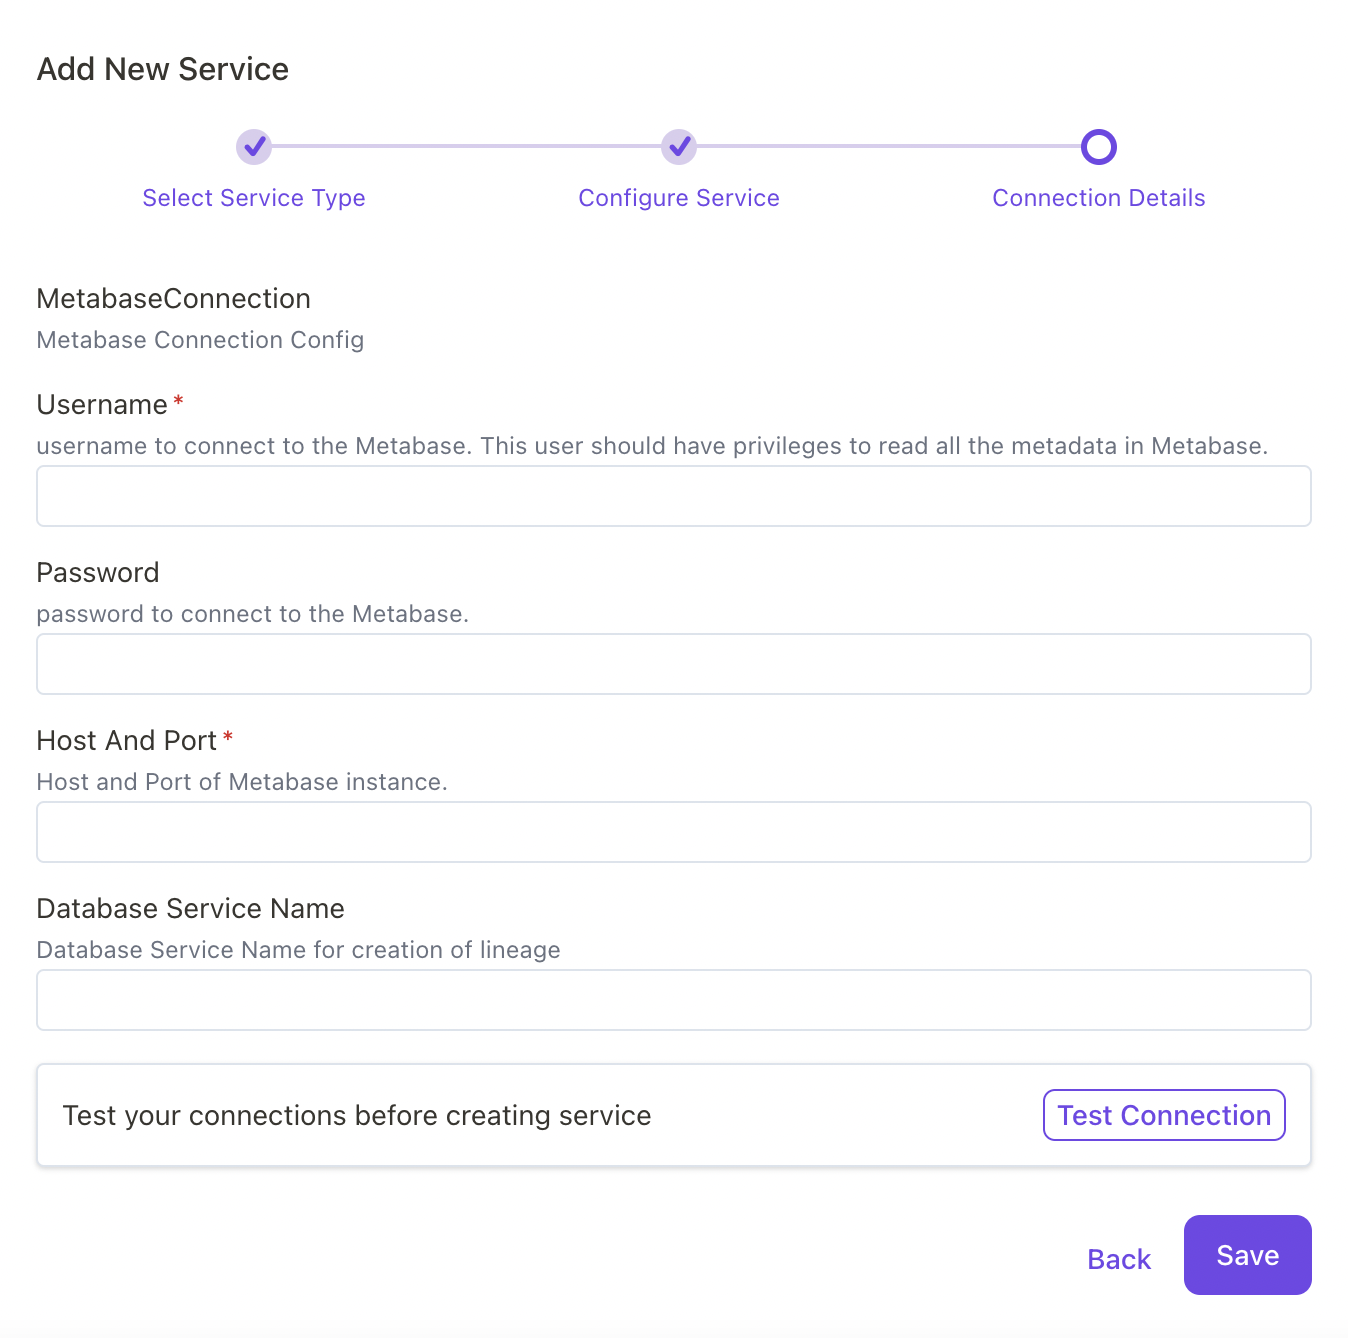 Add New Service
Select Service Type
Configure Service
Connection Details
MetabaseConnection
Metabase Connection Config
Username *
username to connect to the Metabase. This user should have privileges to read all the metadata in Metabase.
Password
password to connect to the Metabase.
Host And Port *
Host and Port of Metabase instance.
Database Service Name
Database Service Name for creation of lineage
Test your connections before creating service
Test Connection
Back
Save